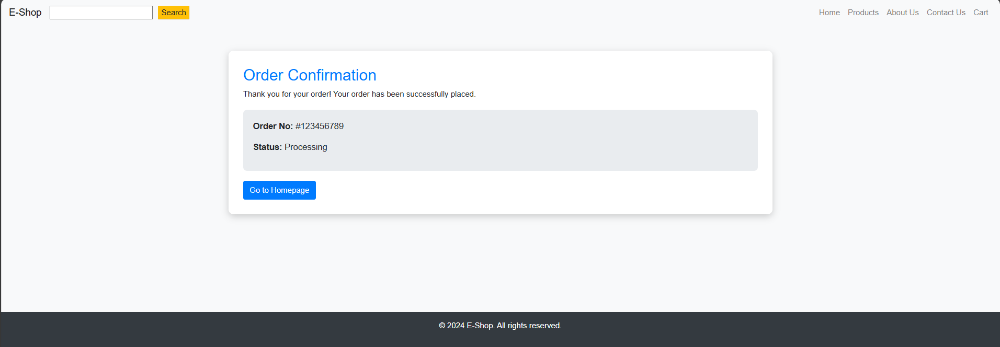 E-Shop Search Home Products About Us Contact Us Cart
Order Confirmation
Thank you for your order! Your order has been successfully placed.
Order No: #123456789
Status: Processing
Go to Homepage
© 2024 E-Shop. All rights reserved.